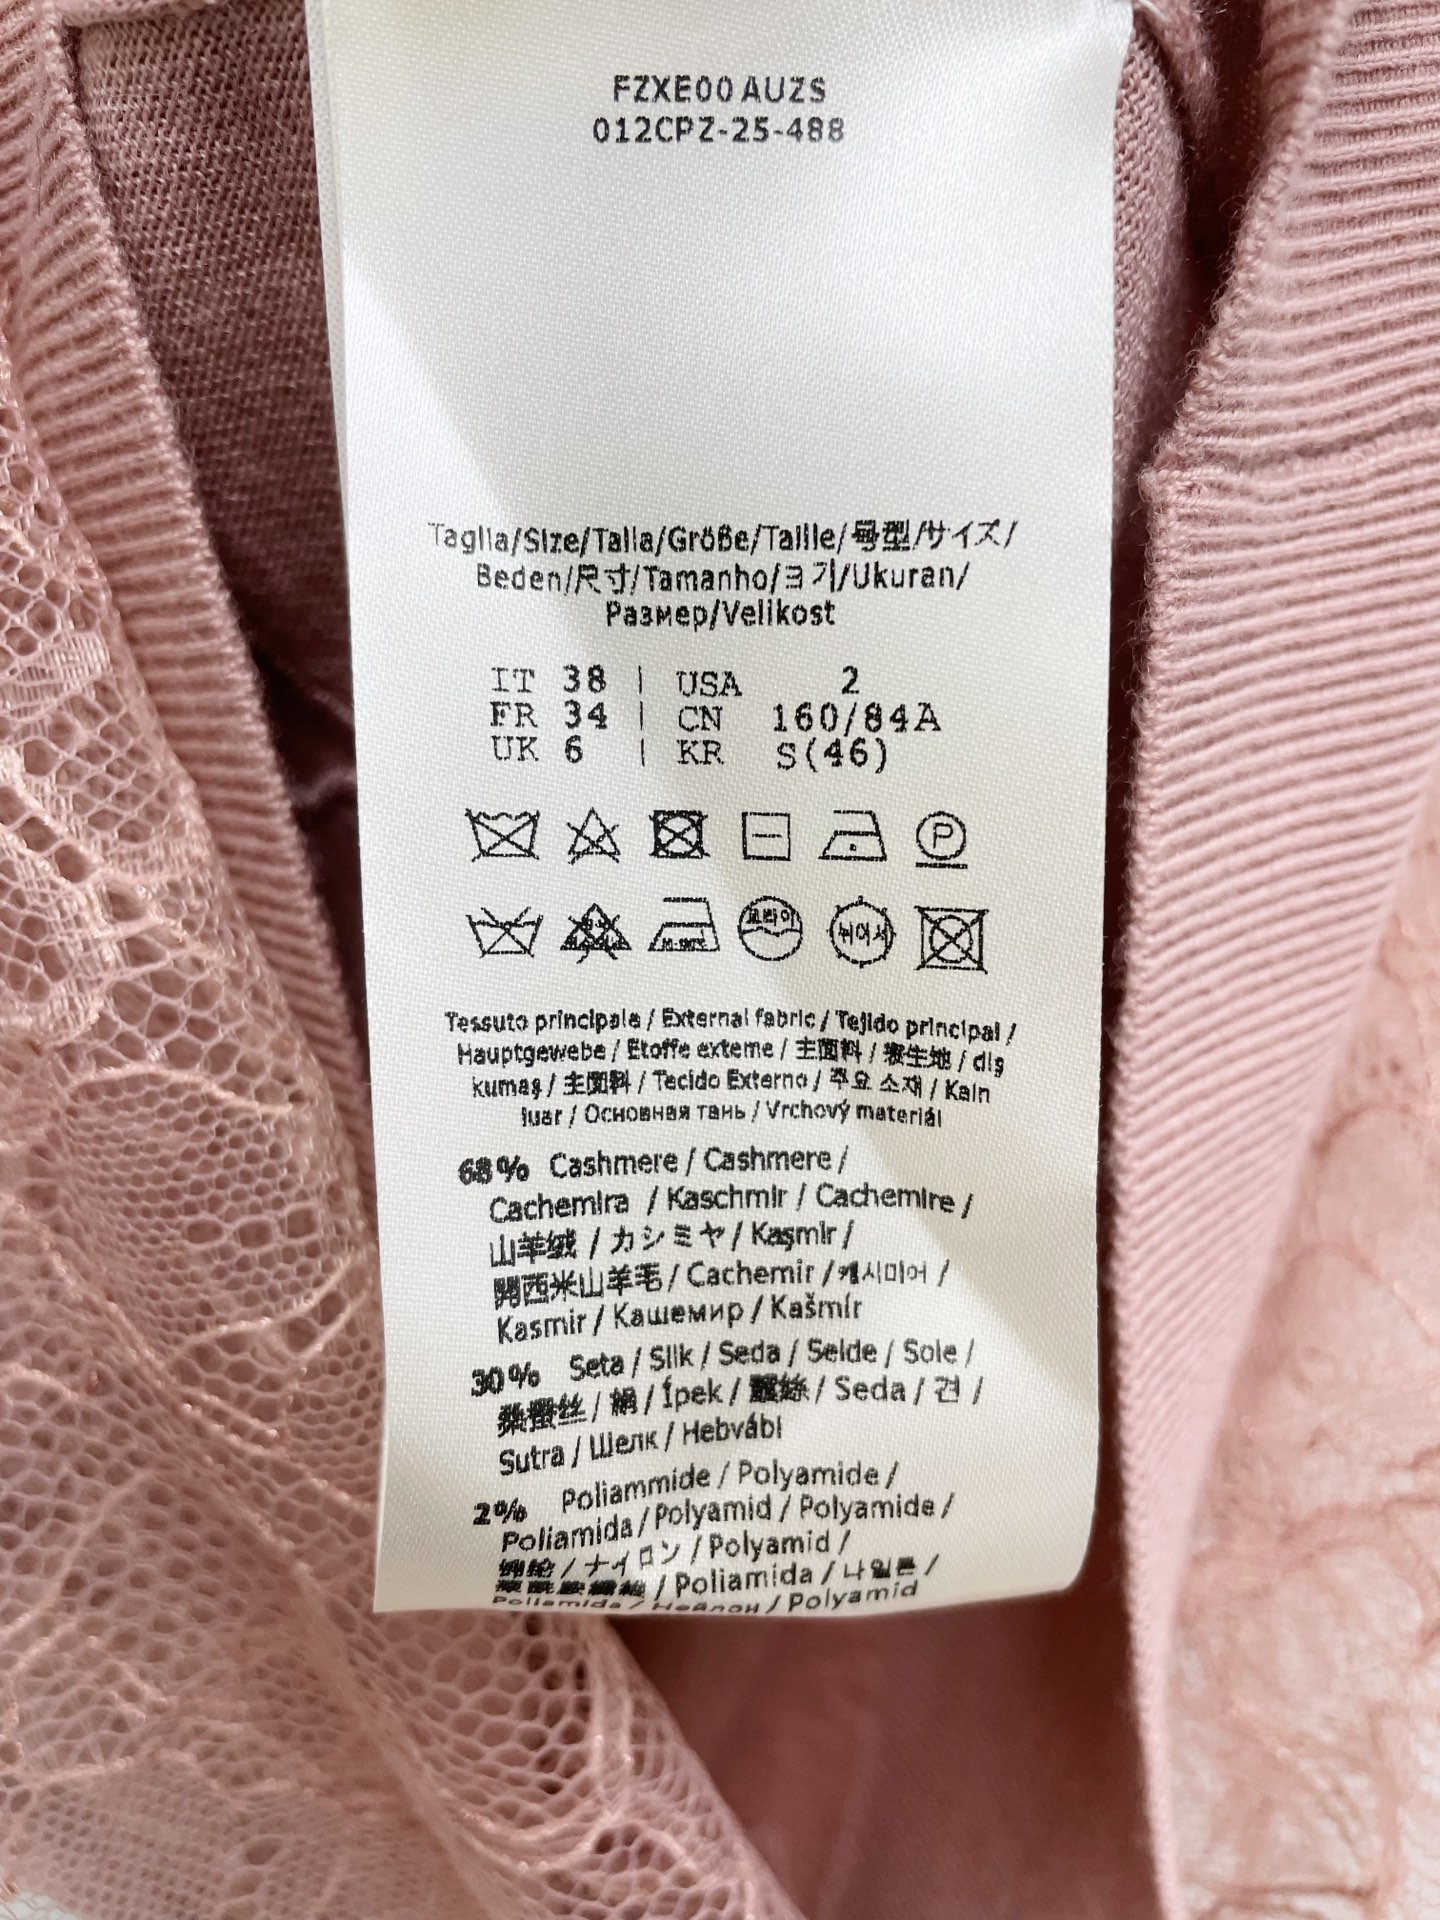 FZXE00 AUZS
012CPZ-25-488
Taglia/Size/Talla/Größe/Taille/号型/サイズ/
Beden/尺寸/Tamanho/크기/Ukuran/
Размер/Velikost
IT 38 | USA 2
FR 34 | CN 160/84A
UK 6 | KR S(46)
P
Tessuto principale / External fabric / Tejido principal /
Hauptgewebe / Etoffe externe / 主面料 / 表生地 / dış
kumaş / 主面料 / Tecido Externo / 주요 소재 / Kain
luar / Основная ткань / Vrchový materiál
68% Cashmere / Cashmere /
Cachemira / Kaschmir / Cachemire /
山羊绒 / カシミヤ / Kaşmir /
開西米山羊毛 / Cachemir / 캐시미어 /
Kasmir / Кашемир / Kašmír
30% Seta / Silk / Seda / Seide / Sole /
桑蚕丝 / 絹 / İpek / 蠶絲 / Seda / 견 /
Sutra / Шелк / Hebvábl
2% Poliammide / Polyamide /
Poliamida / Polyamid / Polyamide /
锦纶 / ナイロン / Polyamid /
/ Poliamida / 나일론 /
Poliamida / Нейлон / Polyamid